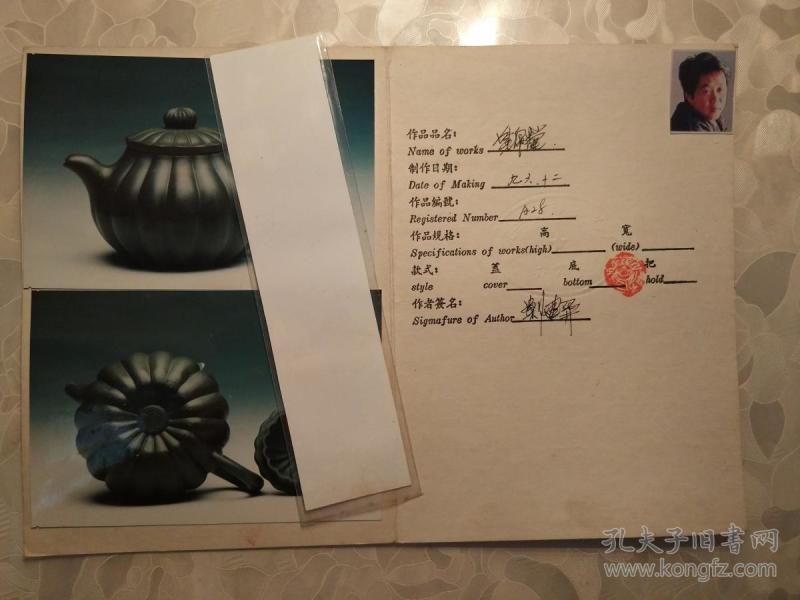 作品品名:
Name of works
制作日期:
Date of Making 九六.十二
作品編號:
Registered Number A28.
作品規格: 高 寬
Specifications of works(high) (wide)
款式: 蓋 底 把
style cover bottom hold
作者簽名:
Sigmafure of Author
孔夫子旧书网
www.kongfz.com